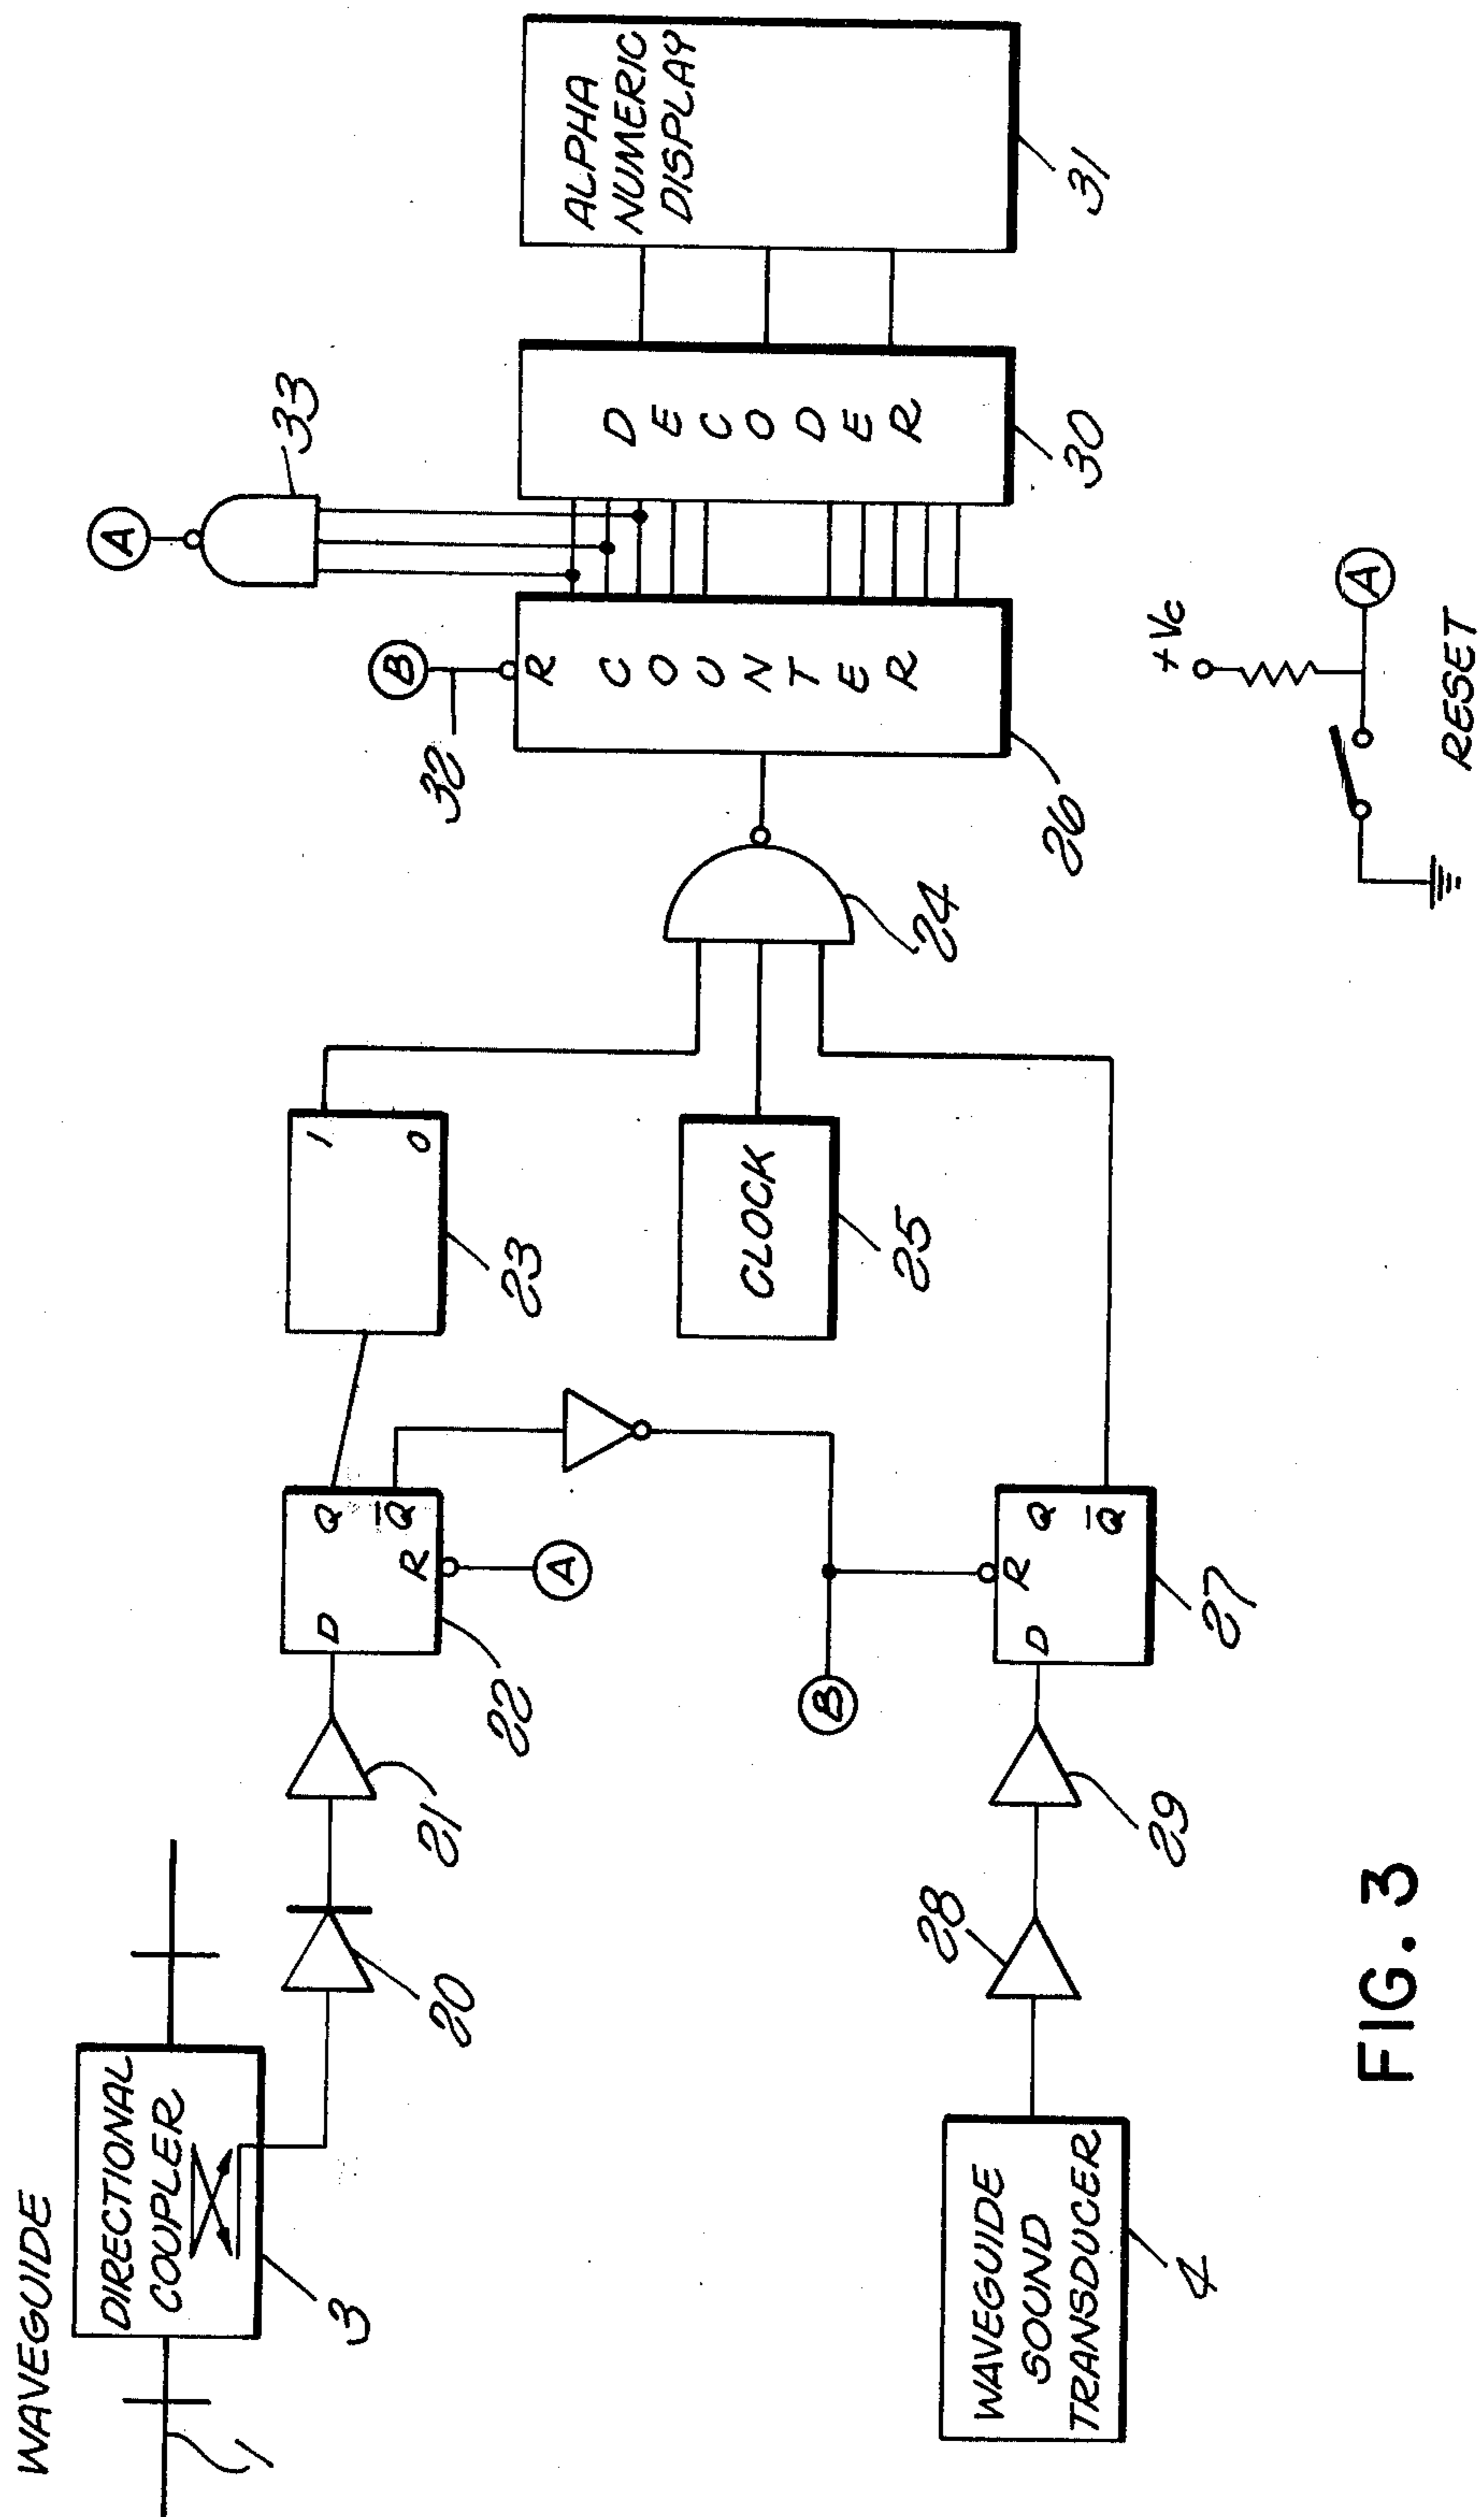 WAVEGUIDE
1
DIRECTIONAL
COUPLER
3
20
21
D
Q
Q̅
R
22
A
1
0
23
CLOCK
25
24
B
32
R
COUNTER
26
A
33
DECODER
30
ALPHA
NUMERIC
DISPLAY
31
WAVEGUIDE
SOUND
TRANSDUCER
4
28
29
B
D
R
Q
Q̅
27
+Vc
A
RESET
FIG. 3